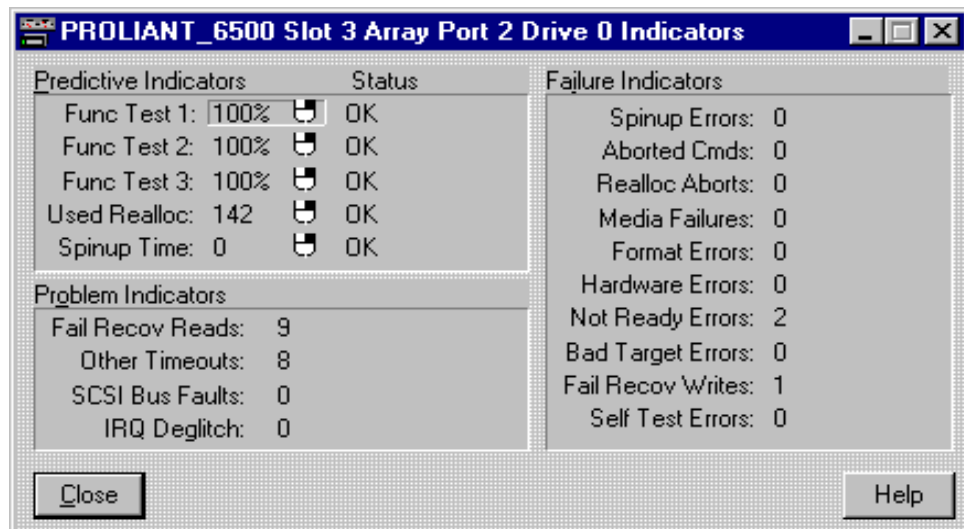 PROLIANT_6500 Slot 3 Array Port 2 Drive 0 Indicators
Predictive Indicators Status
Func Test 1: 100% OK
Func Test 2: 100% OK
Func Test 3: 100% OK
Used Realloc: 142 OK
Spinup Time: 0 OK
Problem Indicators
Fail Recov Reads: 9
Other Timeouts: 8
SCSI Bus Faults: 0
IRQ Deglitch: 0
Failure Indicators
Spinup Errors: 0
Aborted Cmds: 0
Realloc Aborts: 0
Media Failures: 0
Format Errors: 0
Hardware Errors: 0
Not Ready Errors: 2
Bad Target Errors: 0
Fail Recov Writes: 1
Self Test Errors: 0
Close
Help